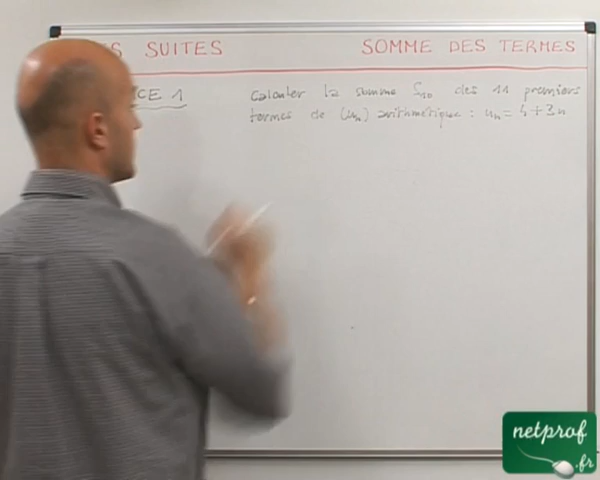 S SUITES
SOMME DES TERMES
CE 1
Calculer la somme S10 des 11 premiers
termes de (un) arithmétique : un = 4 + 3n
netprof
.fr